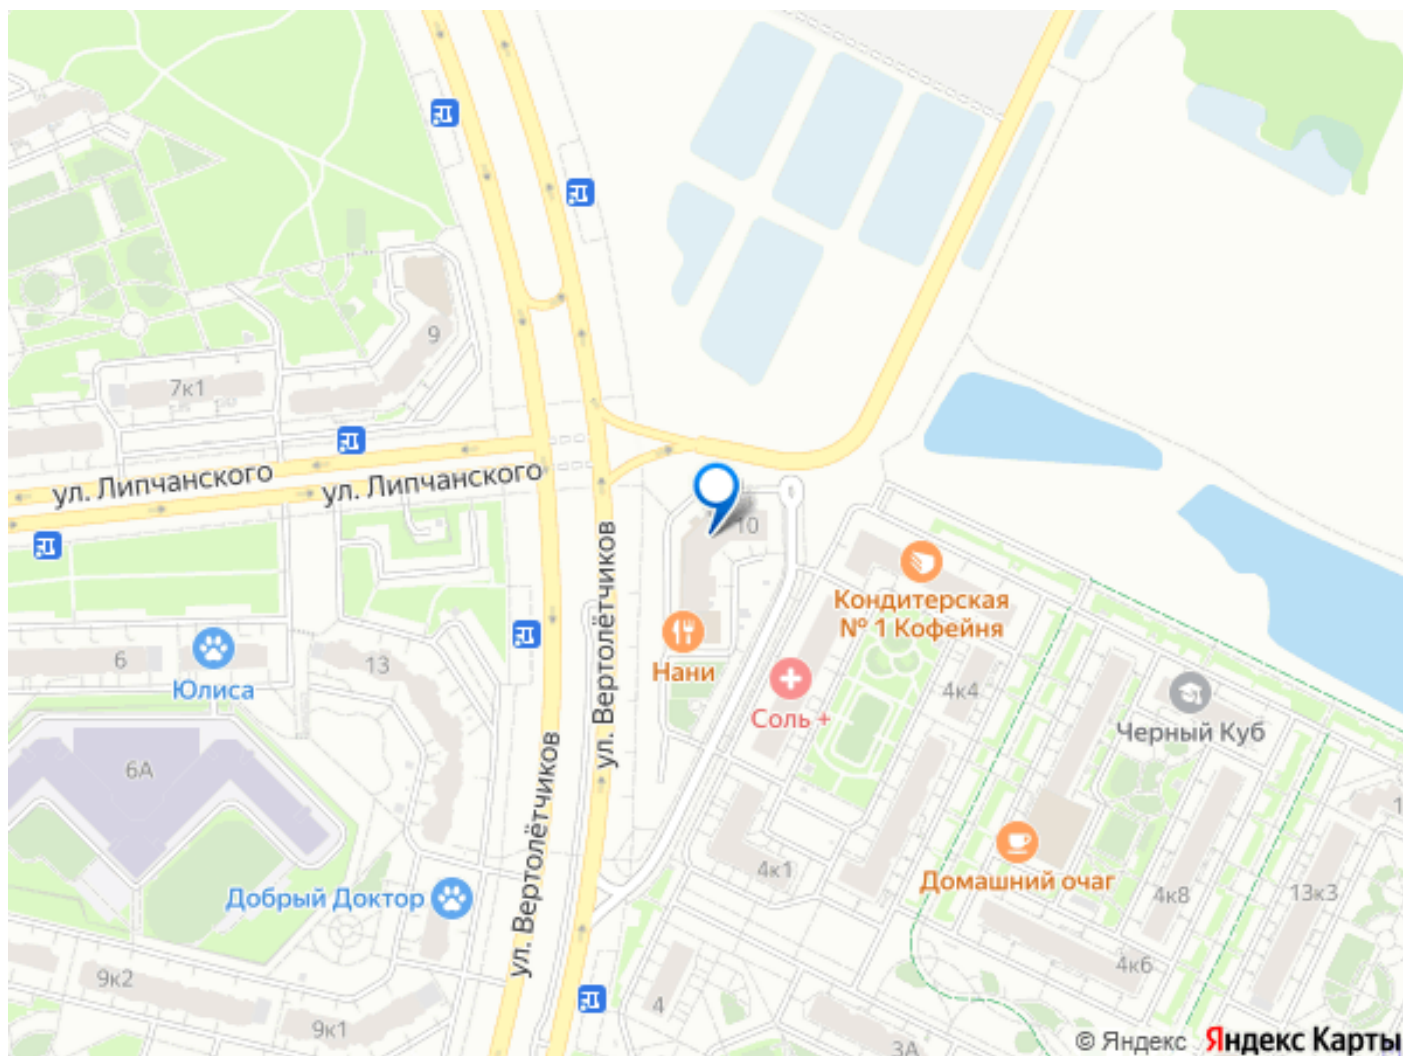 9
7к1
ул. Липчанского
ул. Липчанского
10
Кондитерская
№ 1 Кофейня
ул. Вертолётчиков
6
Юлиса
13
Нани
Соль +
4к4
Черный Куб
6А
ул. Вертолётчиков
4к1
Домашний очаг
4к8
13к3
Добрый Доктор
4к6
9к2
9к1
4
3А
1
© Яндекс Яндекс Карты